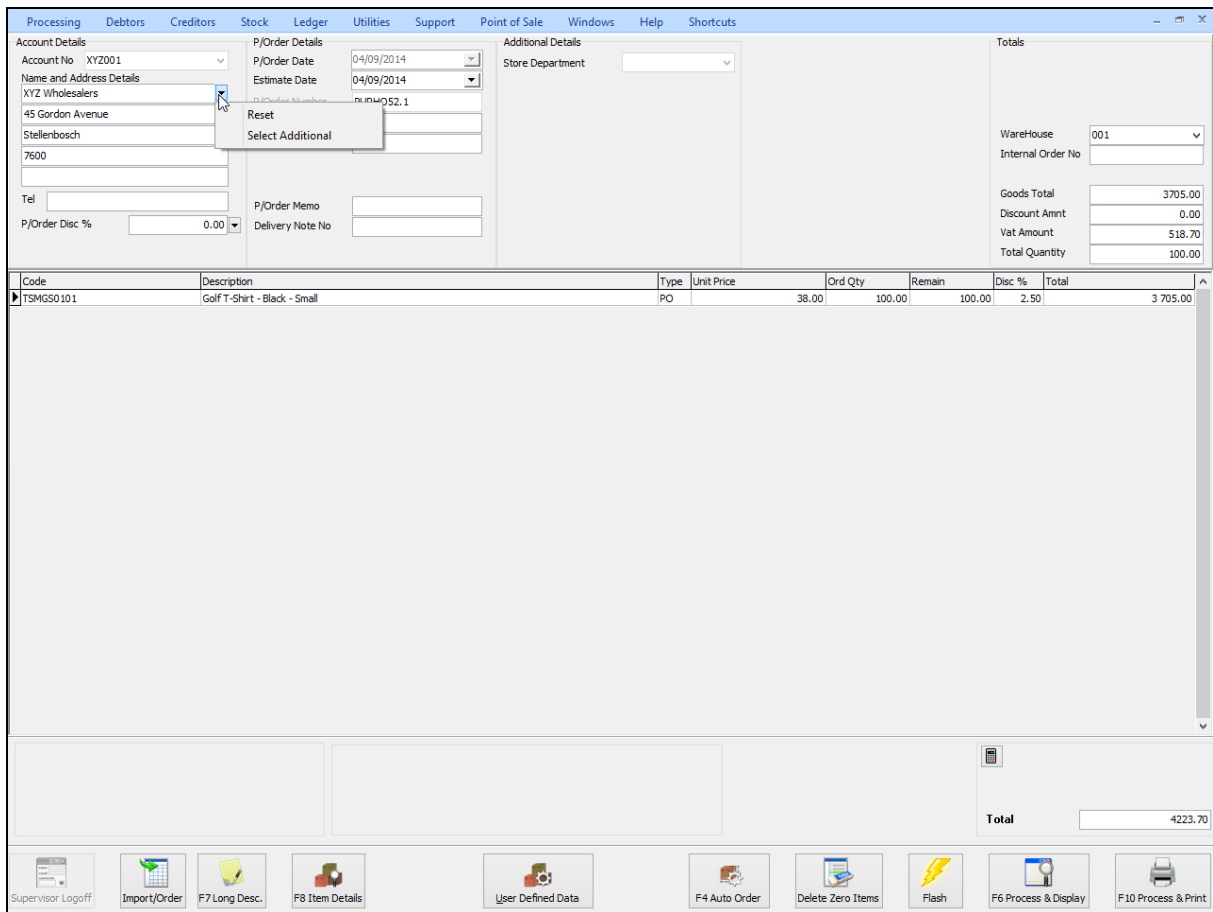 Processing Debtors Creditors Stock Ledger Utilities Support Point of Sale Windows Help Shortcuts
Account Details
Account No XYZ001
Name and Address Details
XYZ Wholesalers
45 Gordon Avenue
Stellenbosch
7600
Tel
P/Order Disc % 0.00
Reset
Select Additional
P/Order Details
P/Order Date 04/09/2014
Estimate Date 04/09/2014
P/Order Number
P/Order Memo
Delivery Note No
Additional Details
Store Department
Totals
WareHouse 001
Internal Order No
Goods Total 3705.00
Discount Amnt 0.00
Vat Amount 518.70
Total Quantity 100.00
Code Description Type Unit Price Ord Qty Remain Disc % Total
TSMGS0101 Golf T-Shirt - Black - Small PO 38.00 100.00 100.00 2.50 3 705.00
Total 4223.70
Supervisor Logoff Import/Order F7 Long Desc. F8 Item Details User Defined Data F4 Auto Order Delete Zero Items Flash F6 Process & Display F10 Process & Print